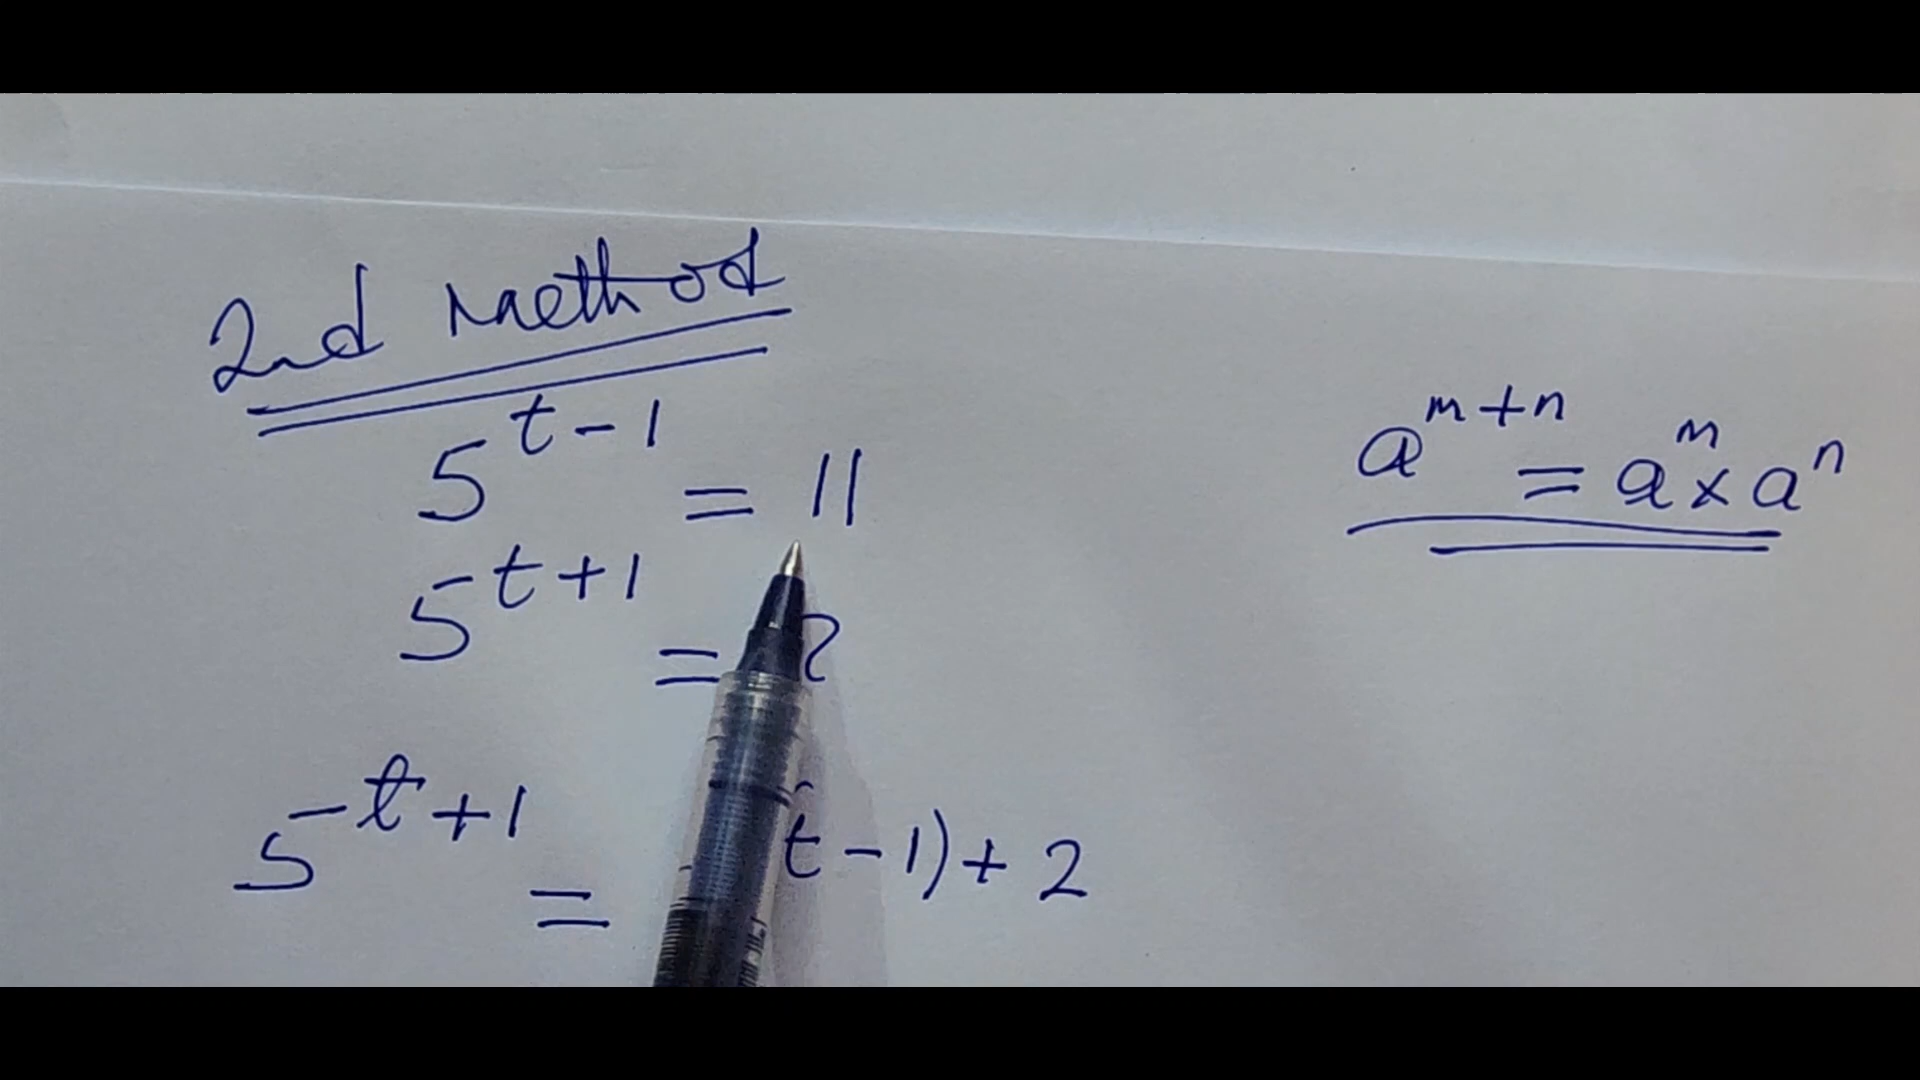 2nd Method
5^{t-1} = 11
a^{m+n} = a^m × a^n
5^{t+1} = ?
5^{t+1} = (t-1)+2